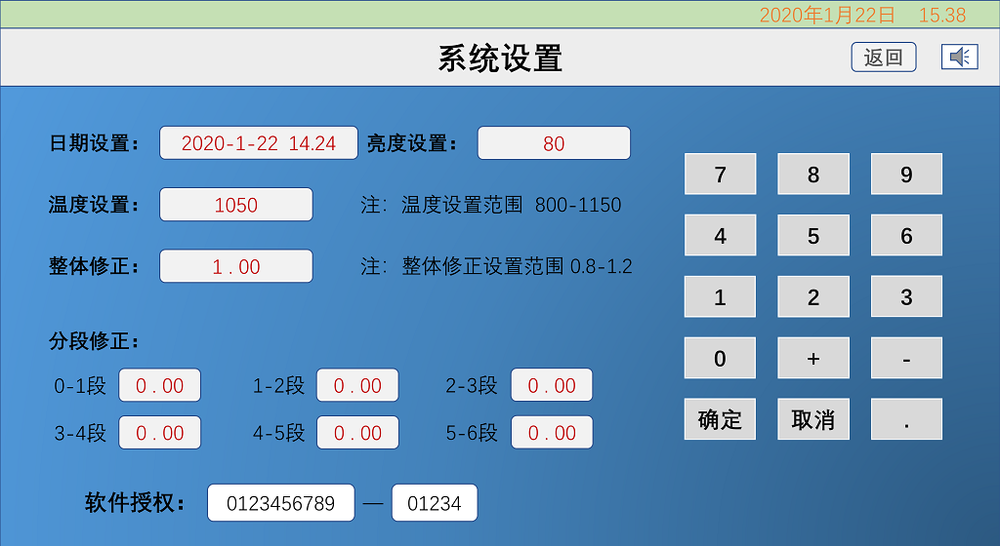 2020年1月22日 15.38
系统设置 返回
日期设置： 2020-1-22 14.24 亮度设置： 80
温度设置： 1050 注： 温度设置范围 800-1150
整体修正： 1 . 00 注： 整体修正设置范围 0.8-1.2
分段修正：
0-1段 0 . 00 1-2段 0 . 00 2-3段 0 . 00
3-4段 0 . 00 4-5段 0 . 00 5-6段 0 . 00
软件授权： 0123456789 — 01234
7 8 9
4 5 6
1 2 3
0 + -
确定 取消 .